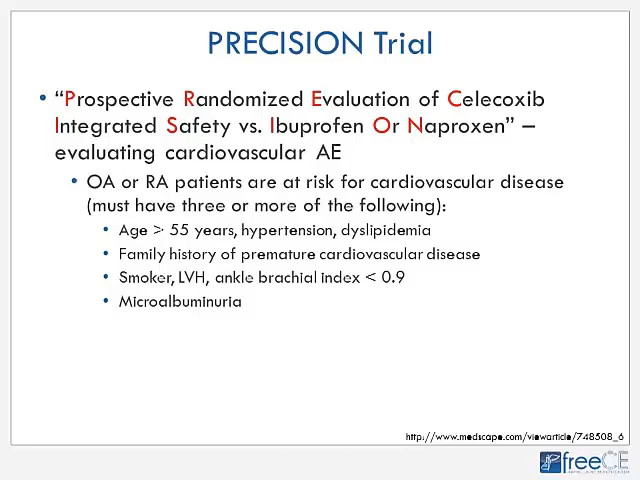 PRECISION Trial
• “Prospective Randomized Evaluation of Celecoxib
Integrated Safety vs. Ibuprofen Or Naproxen” –
evaluating cardiovascular AE
• OA or RA patients are at risk for cardiovascular disease
(must have three or more of the following):
• Age > 55 years, hypertension, dyslipidemia
• Family history of premature cardiovascular disease
• Smoker, LVH, ankle brachial index < 0.9
• Microalbuminuria
http://www.medscape.com/viewarticle/748508_6
freeCE